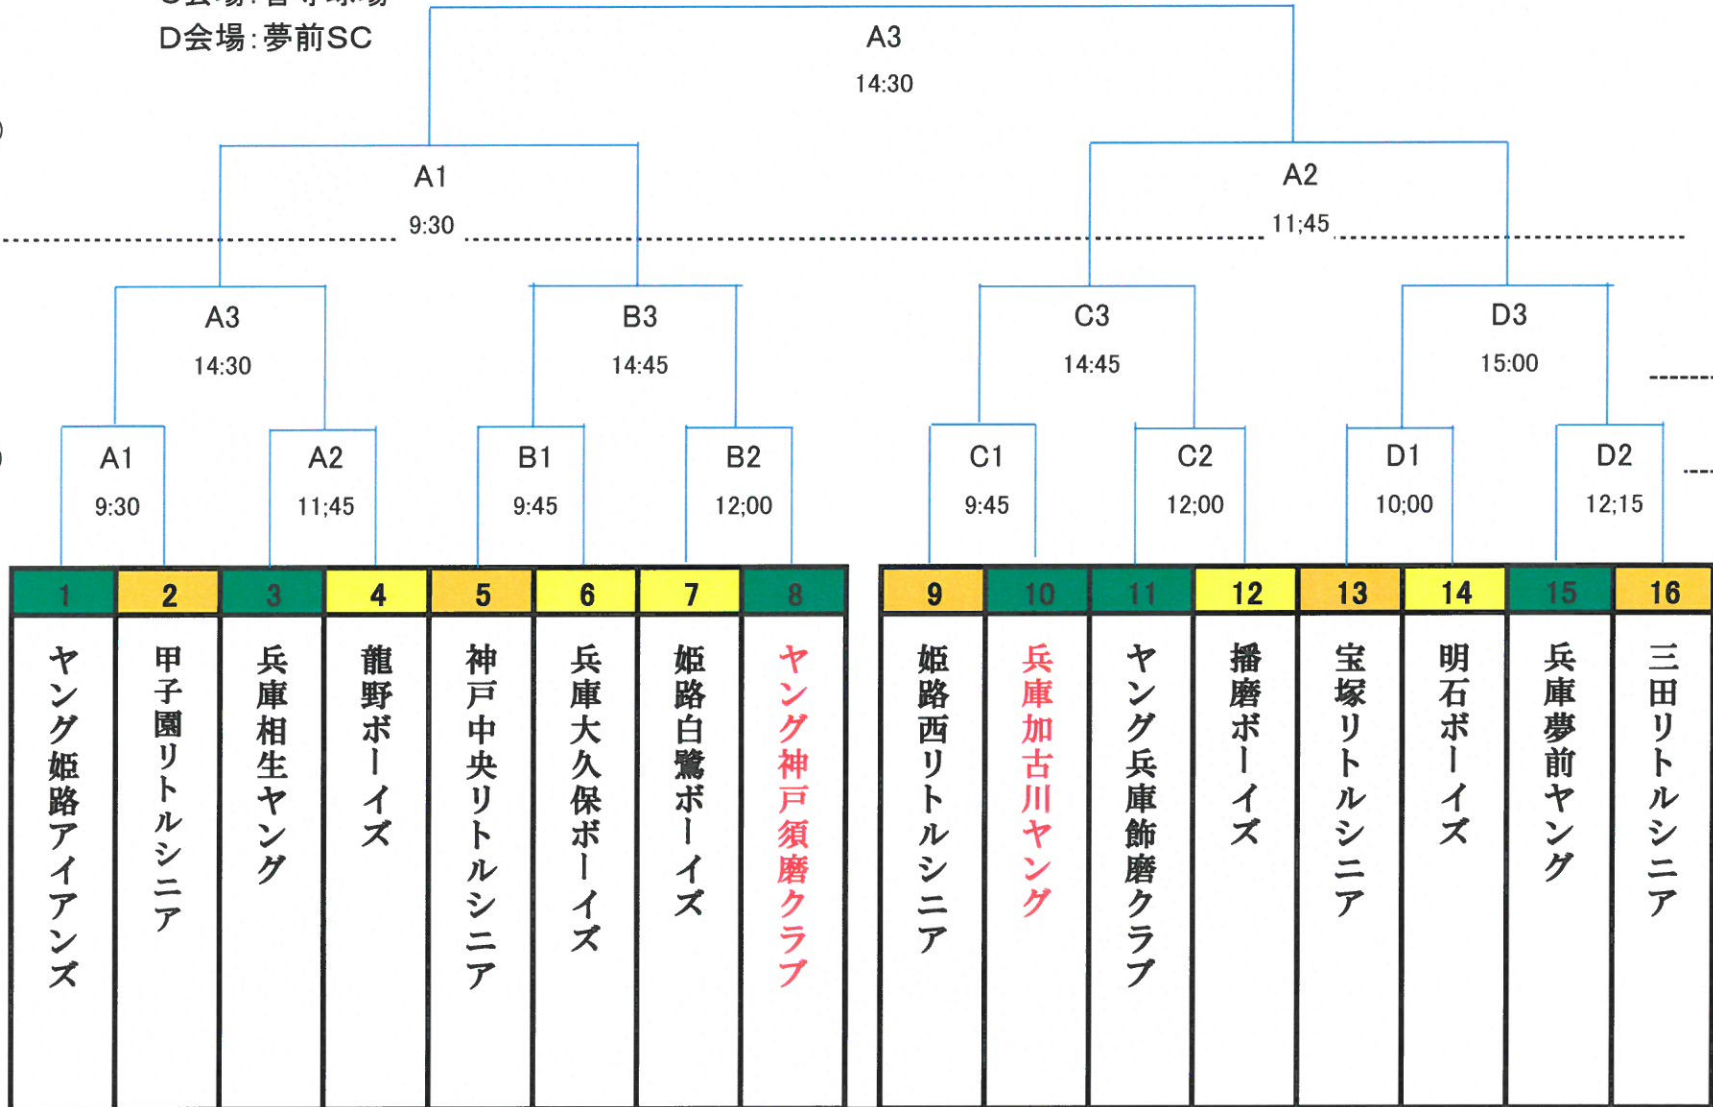 D会場：夢前SC
A3
14:30
A1
9:30
A2
11;45
A3
14:30
B3
14:45
C3
14:45
D3
15:00
A1
9:30
A2
11;45
B1
9:45
B2
12;00
C1
9:45
C2
12;00
D1
10;00
D2
12;15
1 2 3 4 5 6 7 8 9 10 11 12 13 14 15 16
ヤング姫路アイアンズ
甲子園リトルシニア
兵庫相生ヤング
龍野ボーイズ
神戸中央リトルシニア
兵庫大久保ボーイズ
姫路白鷺ボーイズ
ヤング神戸須磨クラブ
姫路西リトルシニア
兵庫加古川ヤング
ヤング兵庫飾磨クラブ
播磨ボーイズ
宝塚リトルシニア
明石ボーイズ
兵庫夢前ヤング
三田リトルシニア